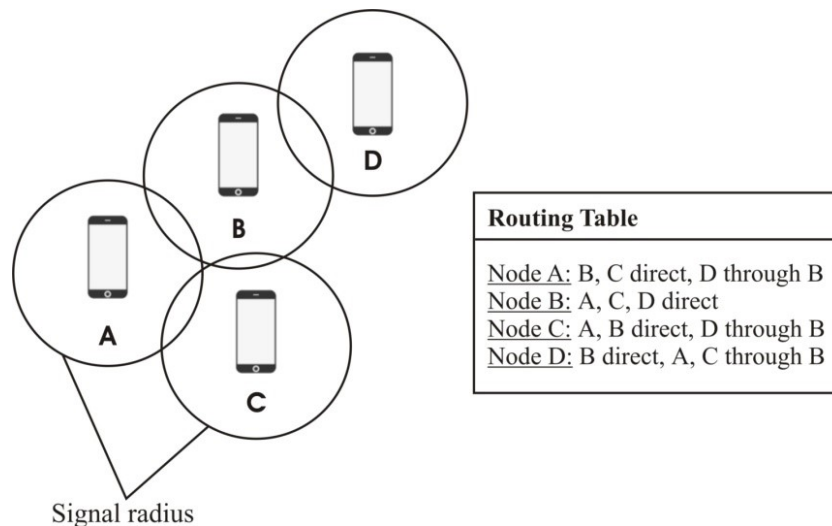 D
B
A
C
Signal radius
Routing Table
Node A: B, C direct, D through B
Node B: A, C, D direct
Node C: A, B direct, D through B
Node D: B direct, A, C through B